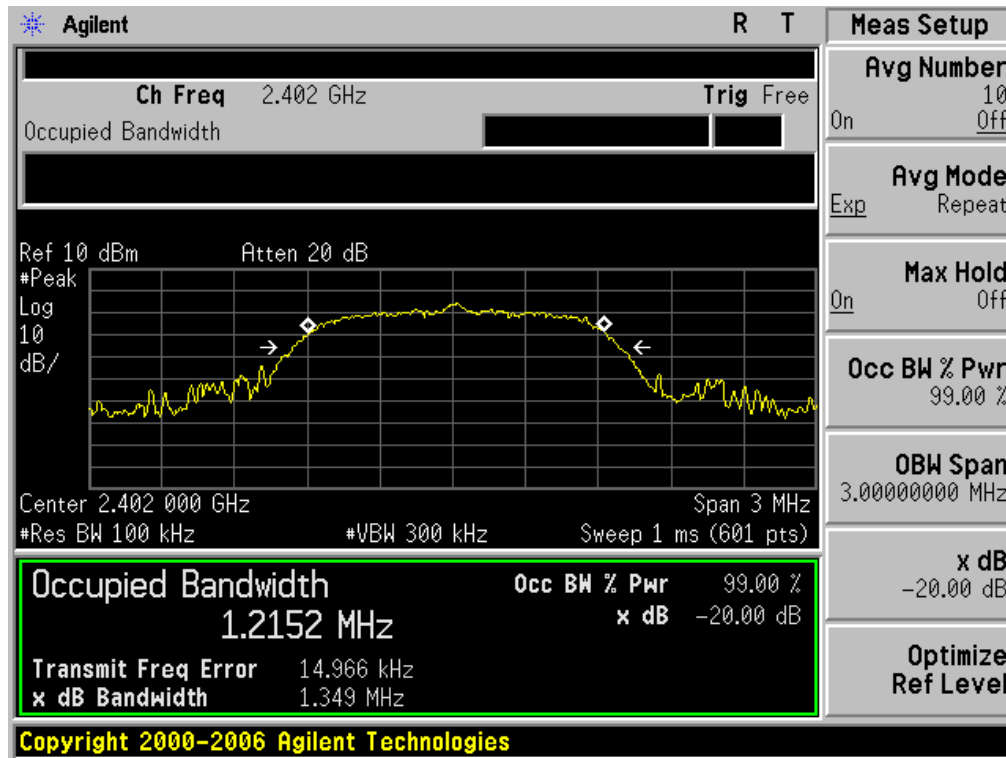 Agilent R T
Ch Freq 2.402 GHz Trig Free
Occupied Bandwidth
Ref 10 dBm Atten 20 dB
#Peak
Log
10
dB/
Center 2.402 000 GHz Span 3 MHz
#Res BW 100 kHz #VBW 300 kHz Sweep 1 ms (601 pts)
Occupied Bandwidth Occ BW % Pwr 99.00 %
1.2152 MHz x dB -20.00 dB
Transmit Freq Error 14.966 kHz
x dB Bandwidth 1.349 MHz
Copyright 2000-2006 Agilent Technologies
Meas Setup
Avg Number
10
On Off
Avg Mode
Exp Repeat
Max Hold
On Off
Occ BW % Pwr
99.00 %
OBW Span
3.00000000 MHz
x dB
-20.00 dB
Optimize
Ref Level